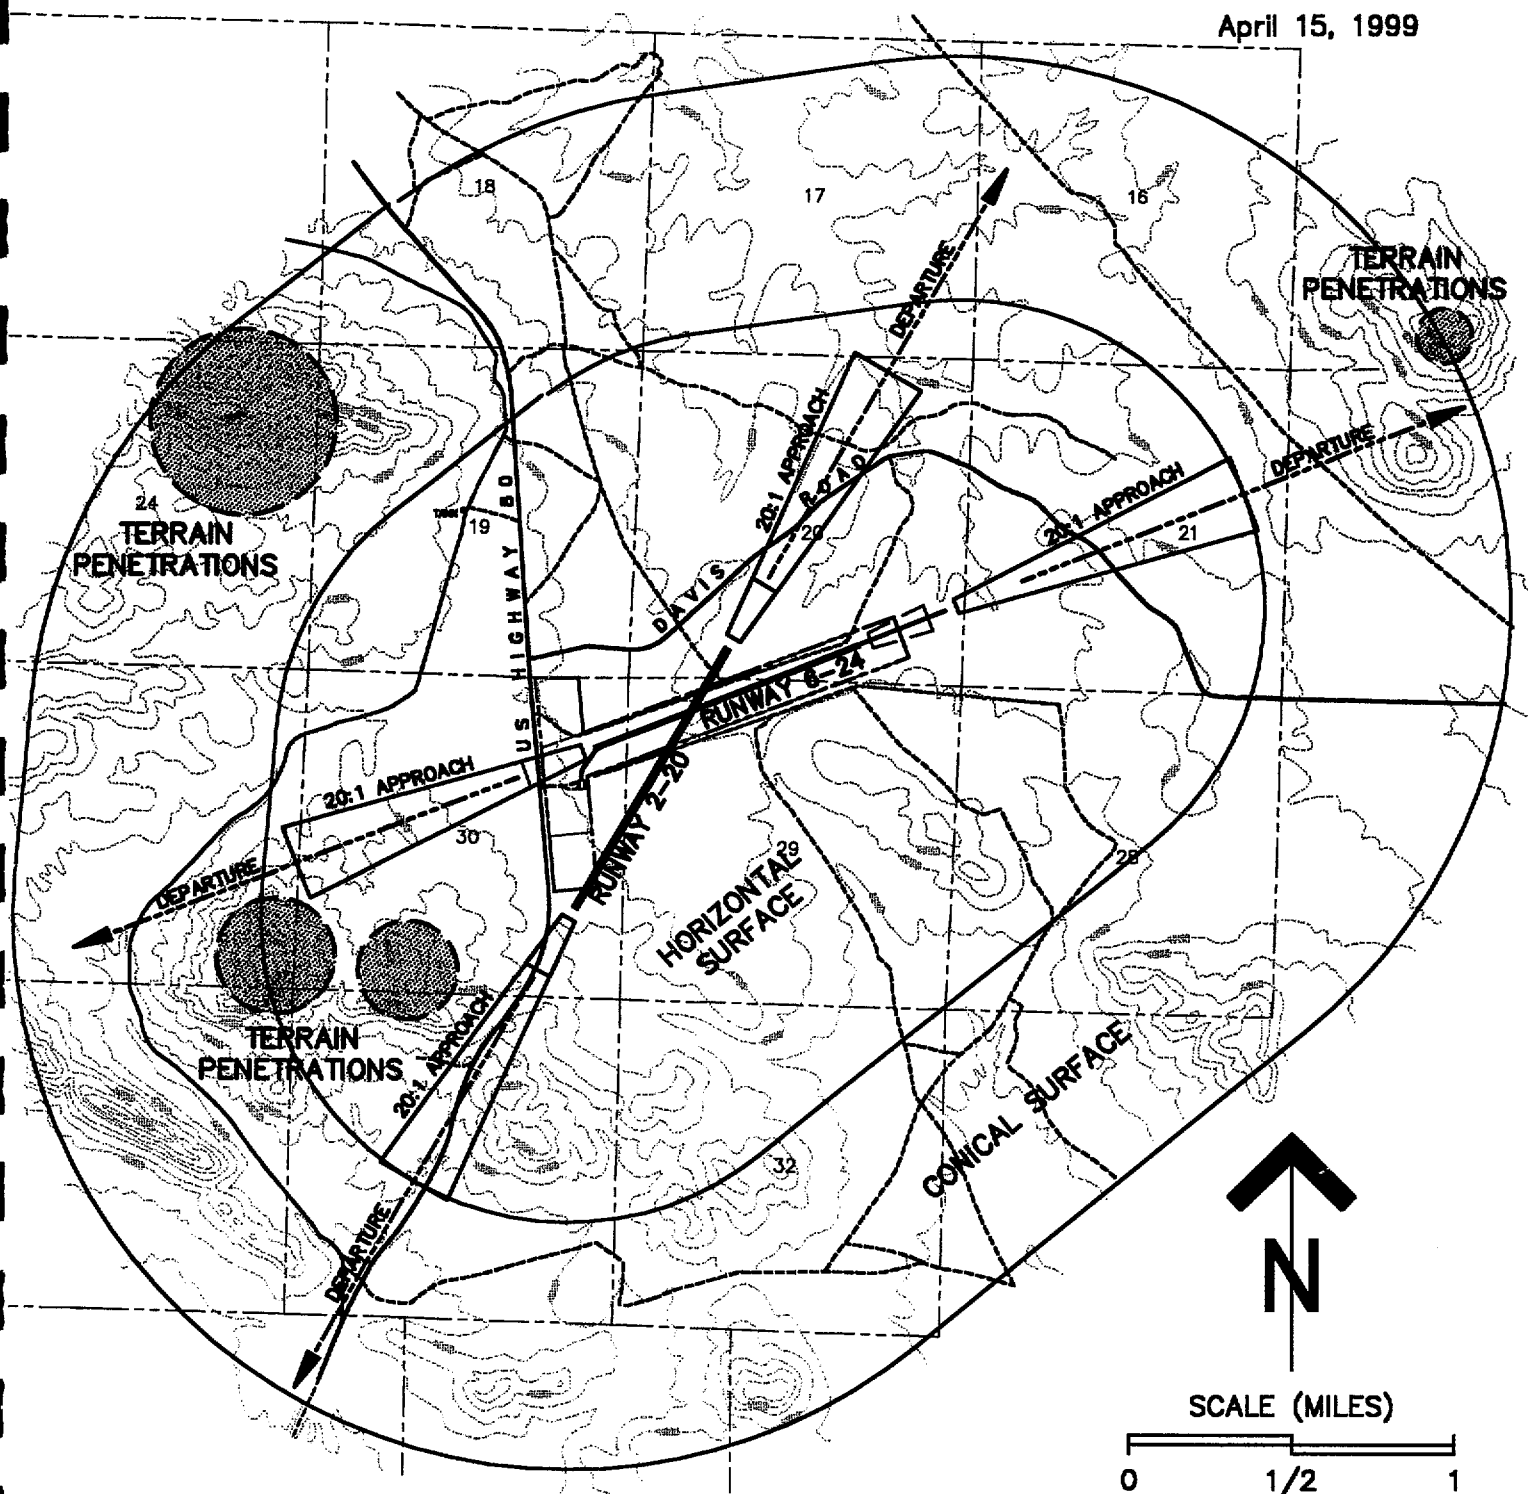 April 15, 1999
18
17
16
TERRAIN
PENETRATIONS
DEPARTURE
20:1 APPROACH
DEPARTURE
20:1 APPROACH
24
TERRAIN
PENETRATIONS
19
US HIGHWAY 80
DAVIS ROAD
20
21
RUNWAY 6-24
RUNWAY 2-20
20:1 APPROACH
30
DEPARTURE
29
28
HORIZONTAL
SURFACE
TERRAIN
PENETRATIONS
20:1 APPROACH
CONICAL SURFACE
32
DEPARTURE
N
SCALE (MILES)
0 1/2 1